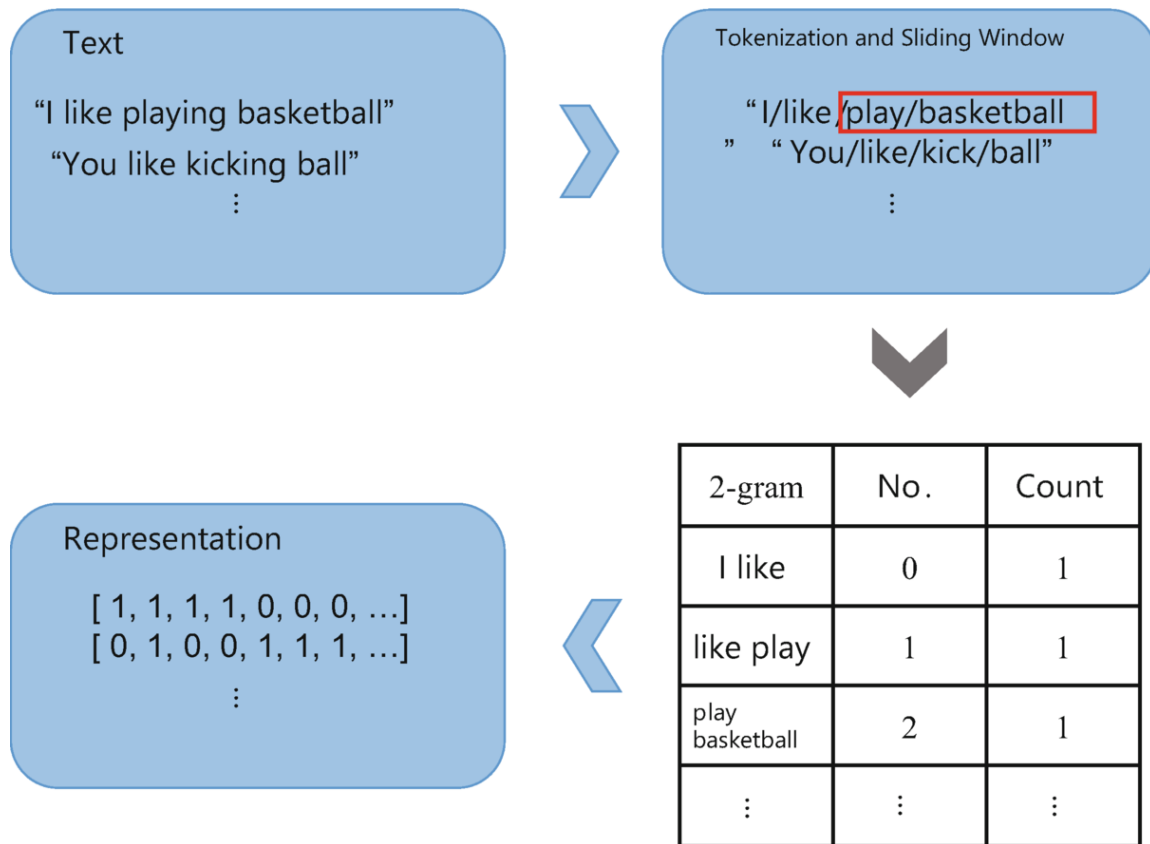 Text
“I like playing basketball”
“You like kicking ball”
⋮
Tokenization and Sliding Window
“I/like/play/basketball
” “You/like/kick/ball”
⋮
2-gram No. Count
I like 0 1
like play 1 1
play
basketball 2 1
⋮ ⋮ ⋮
Representation
[ 1, 1, 1, 1, 0, 0, 0, …]
[ 0, 1, 0, 0, 1, 1, 1, …]
⋮